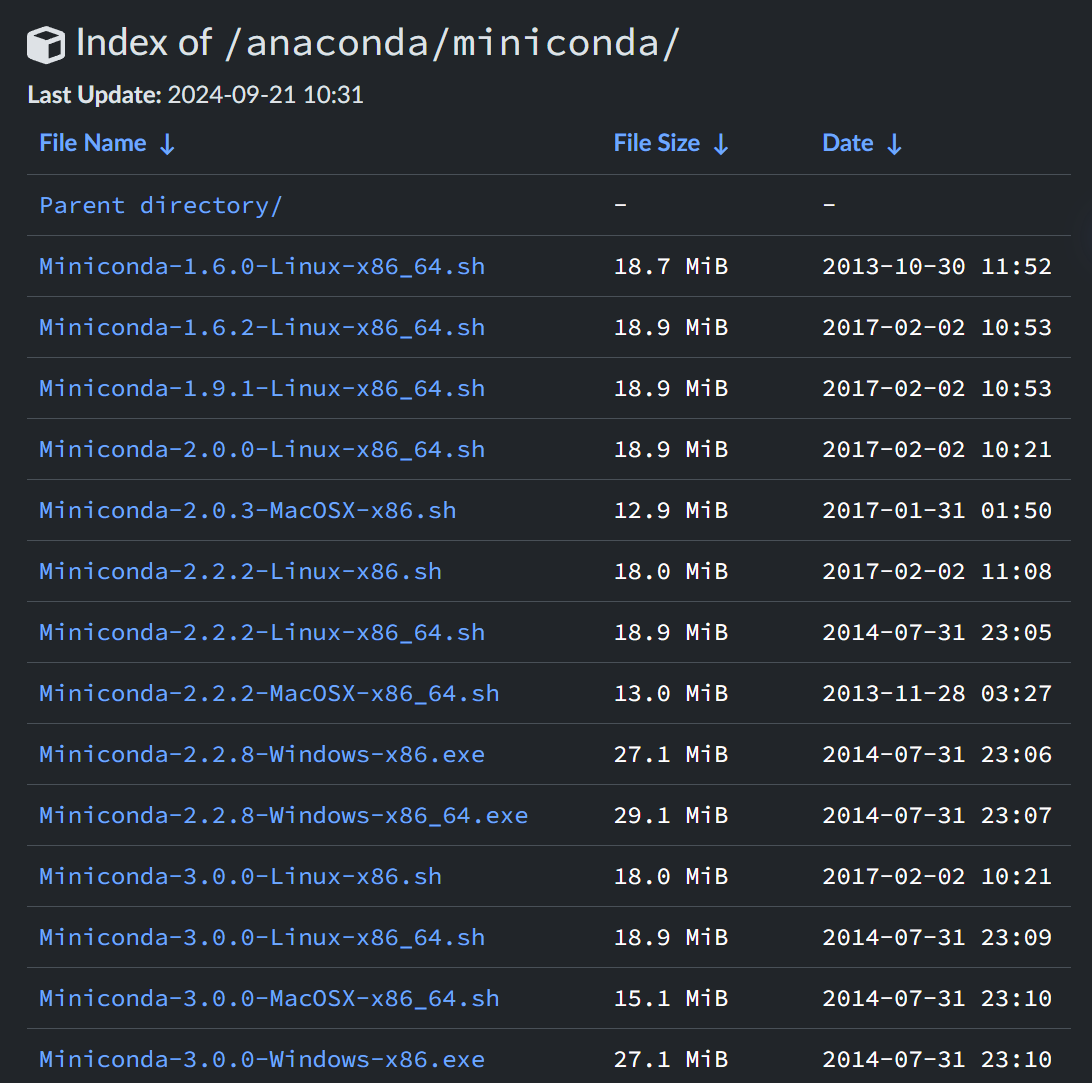 Index of /anaconda/miniconda/
Last Update: 2024-09-21 10:31
File Name ↓ File Size ↓ Date ↓
Parent directory/ - -
Miniconda-1.6.0-Linux-x86_64.sh 18.7 MiB 2013-10-30 11:52
Miniconda-1.6.2-Linux-x86_64.sh 18.9 MiB 2017-02-02 10:53
Miniconda-1.9.1-Linux-x86_64.sh 18.9 MiB 2017-02-02 10:53
Miniconda-2.0.0-Linux-x86_64.sh 18.9 MiB 2017-02-02 10:21
Miniconda-2.0.3-MacOSX-x86.sh 12.9 MiB 2017-01-31 01:50
Miniconda-2.2.2-Linux-x86.sh 18.0 MiB 2017-02-02 11:08
Miniconda-2.2.2-Linux-x86_64.sh 18.9 MiB 2014-07-31 23:05
Miniconda-2.2.2-MacOSX-x86_64.sh 13.0 MiB 2013-11-28 03:27
Miniconda-2.2.8-Windows-x86.exe 27.1 MiB 2014-07-31 23:06
Miniconda-2.2.8-Windows-x86_64.exe 29.1 MiB 2014-07-31 23:07
Miniconda-3.0.0-Linux-x86.sh 18.0 MiB 2017-02-02 10:21
Miniconda-3.0.0-Linux-x86_64.sh 18.9 MiB 2014-07-31 23:09
Miniconda-3.0.0-MacOSX-x86_64.sh 15.1 MiB 2014-07-31 23:10
Miniconda-3.0.0-Windows-x86.exe 27.1 MiB 2014-07-31 23:10